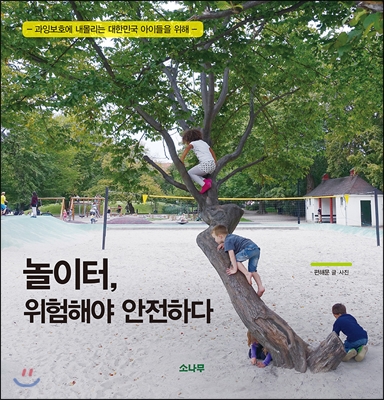 - 과잉보호에 내몰리는 대한민국 아이들을 위해 -
놀이터,
위험해야 안전하다
· 편해문 글·사진
소나무